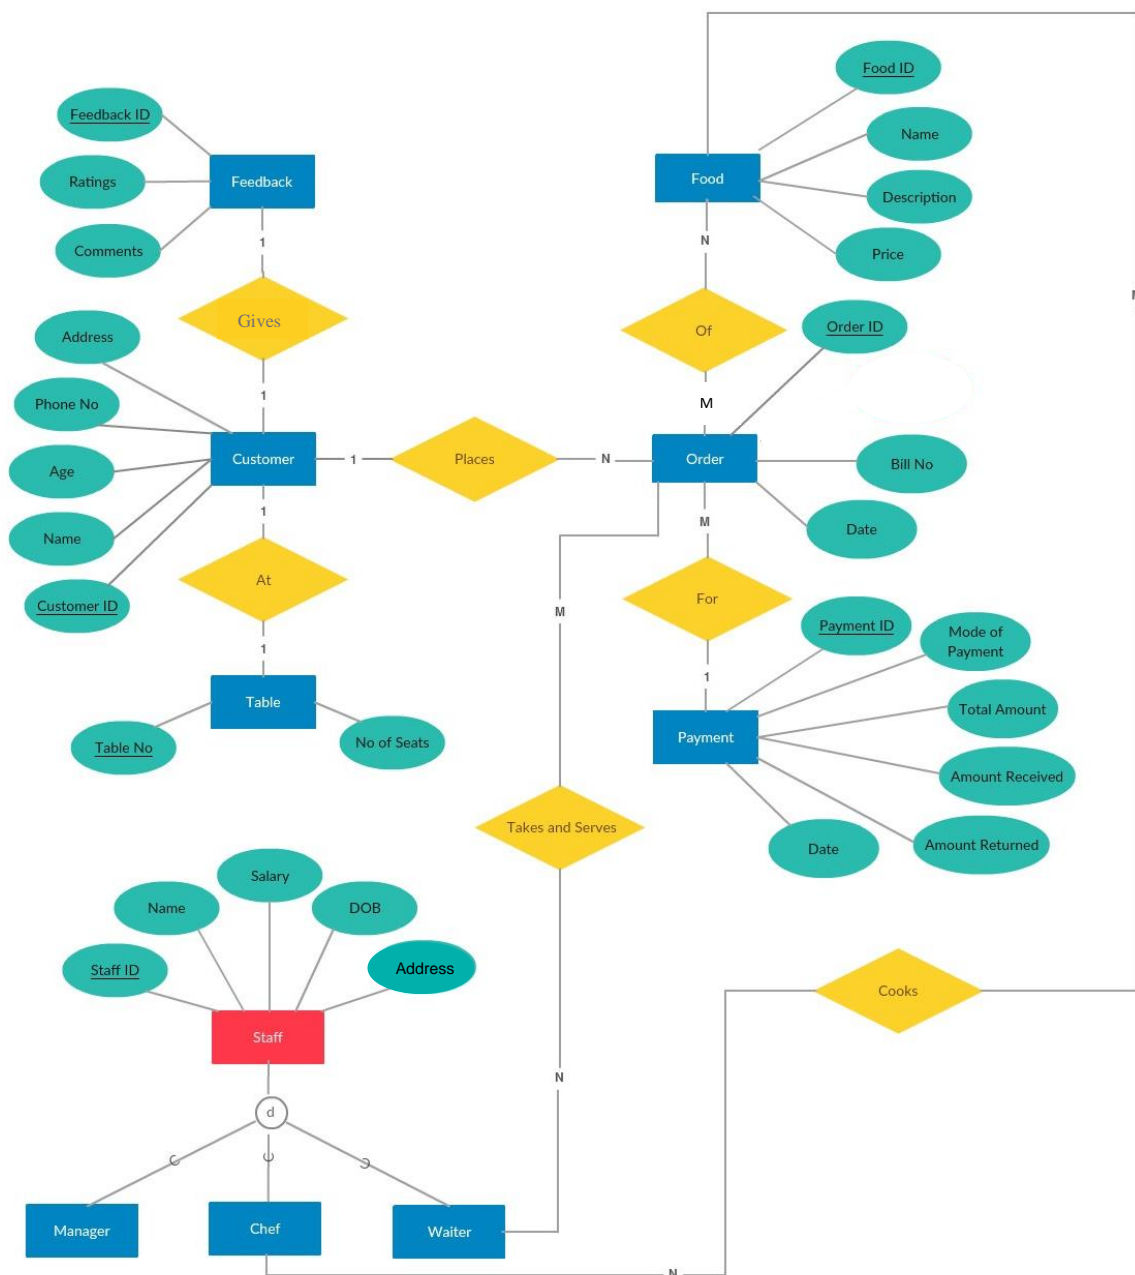 Food ID
Feedback ID
Name
Feedback
Food
Ratings
Description
1
N
Comments
Price
Gives
Order ID
Address
Of
1
M
Phone No
Customer
1
Places
N
Order
Bill No
Age
1
M
Date
Name
At
For
Customer ID
M
Payment ID
Mode of
Payment
1
1
Table
Total Amount
Payment
Table No
No of Seats
Amount Received
Takes and Serves
Date
Amount Returned
Salary
Name
DOB
Staff ID
Address
Cooks
Staff
N
d
Manager
Chef
Waiter
N